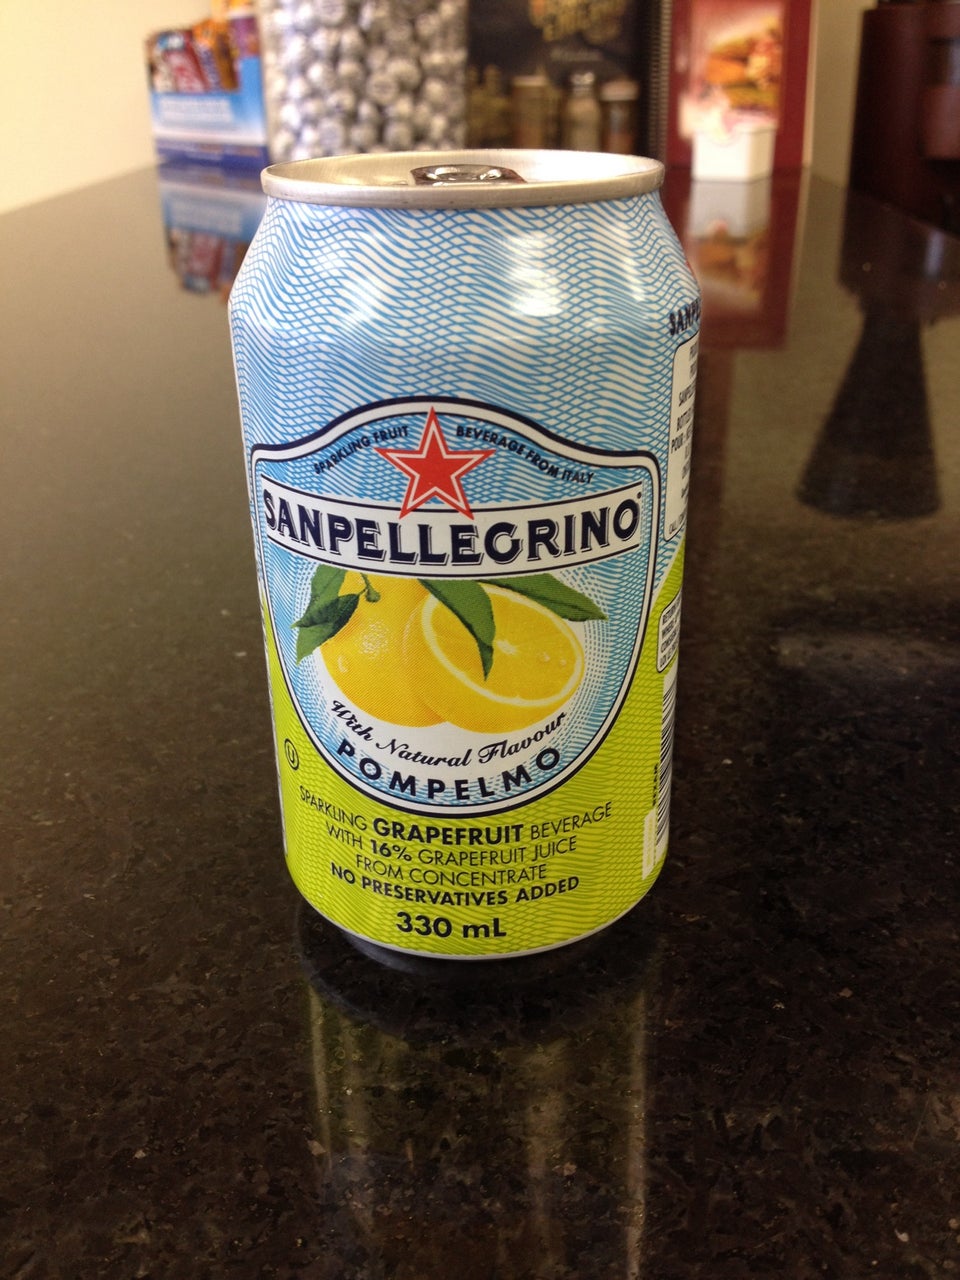 SPARKLING FRUIT BEVERAGE FROM ITALY
SANPELLEGRINO
With Natural Flavour
POMPELMO
U
SPARKLING GRAPEFRUIT BEVERAGE
WITH 16% GRAPEFRUIT JUICE
FROM CONCENTRATE
NO PRESERVATIVES ADDED
330 mL